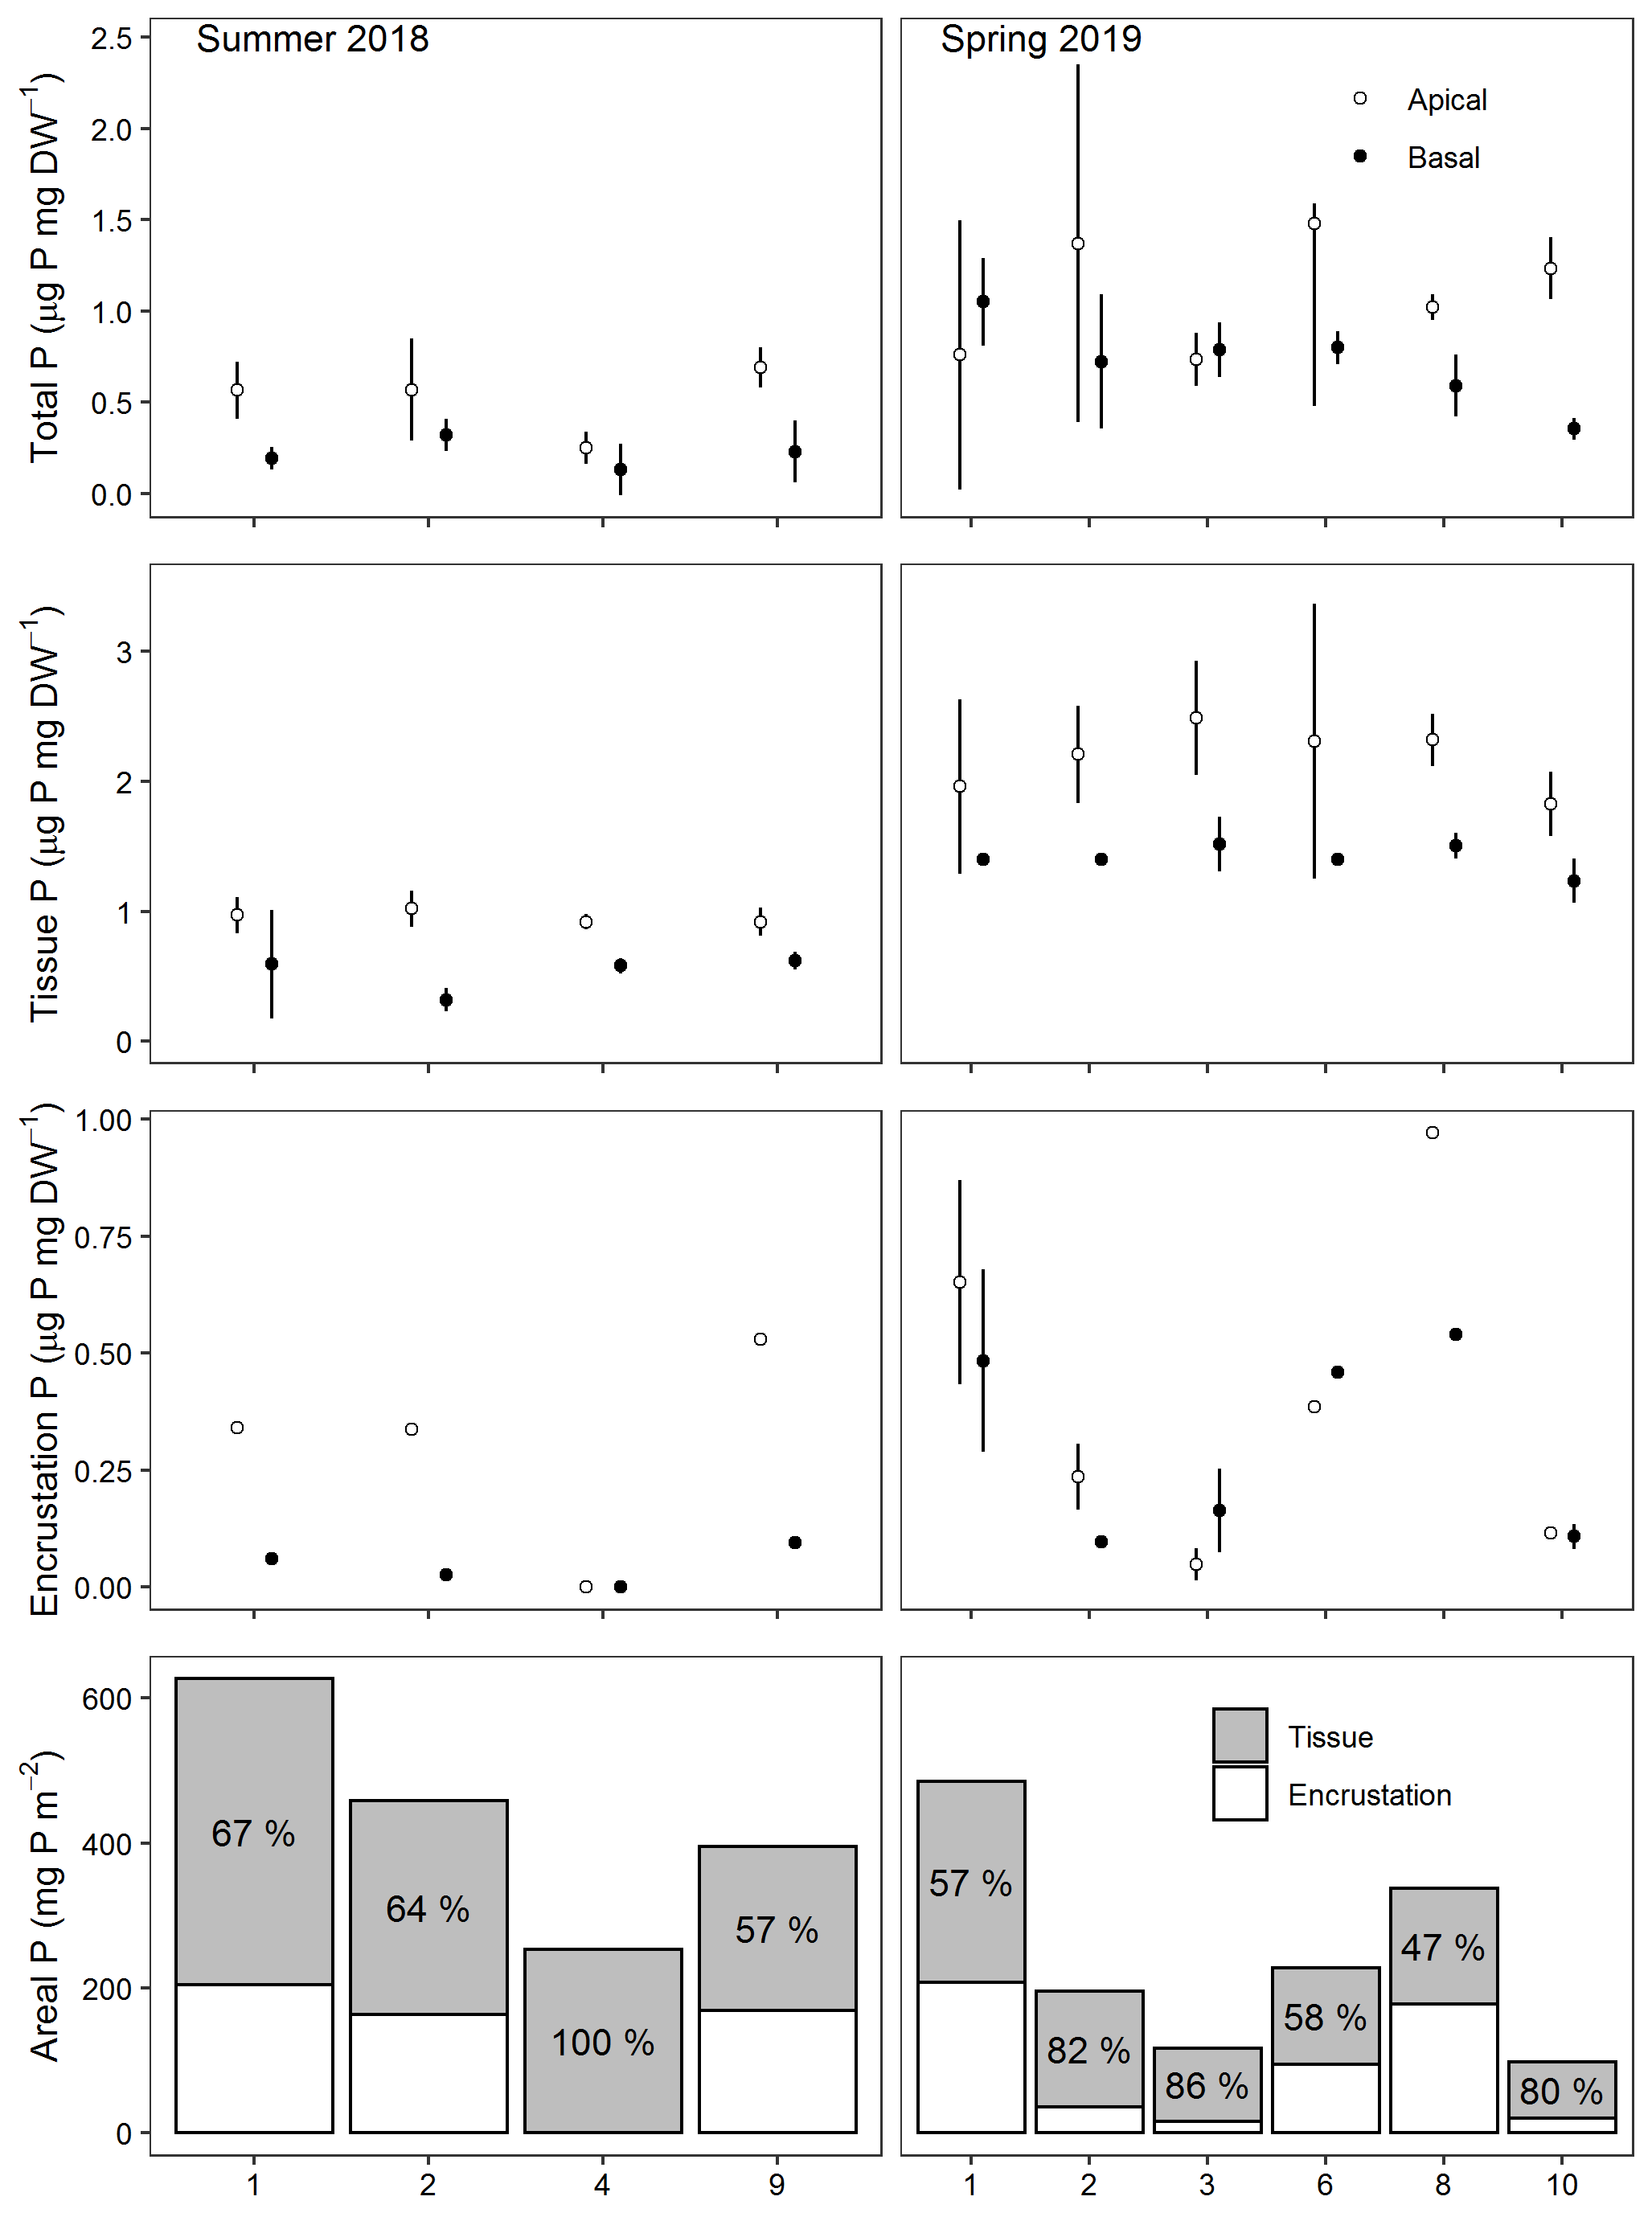 Summer 2018
Spring 2019
Apical
Basal
Total P (µg P mg DW⁻¹)
2.5
2.0
1.5
1.0
0.5
0.0
Tissue P (µg P mg DW⁻¹)
3
2
1
0
Encrustation P (µg P mg DW⁻¹)
1.00
0.75
0.50
0.25
0.00
Areal P (mg P m⁻²)
600
400
200
0
67 %
64 %
100 %
57 %
Tissue
Encrustation
57 %
82 %
86 %
58 %
47 %
80 %
1 2 4 9
1 2 3 6 8 10